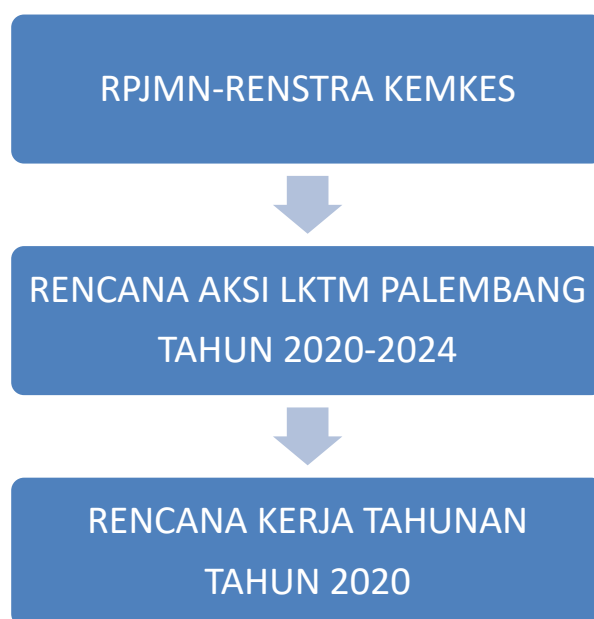 RPJMN-RENSTRA KEMKES
RENCANA AKSI LKTM PALEMBANG
TAHUN 2020-2024
RENCANA KERJA TAHUNAN
TAHUN 2020